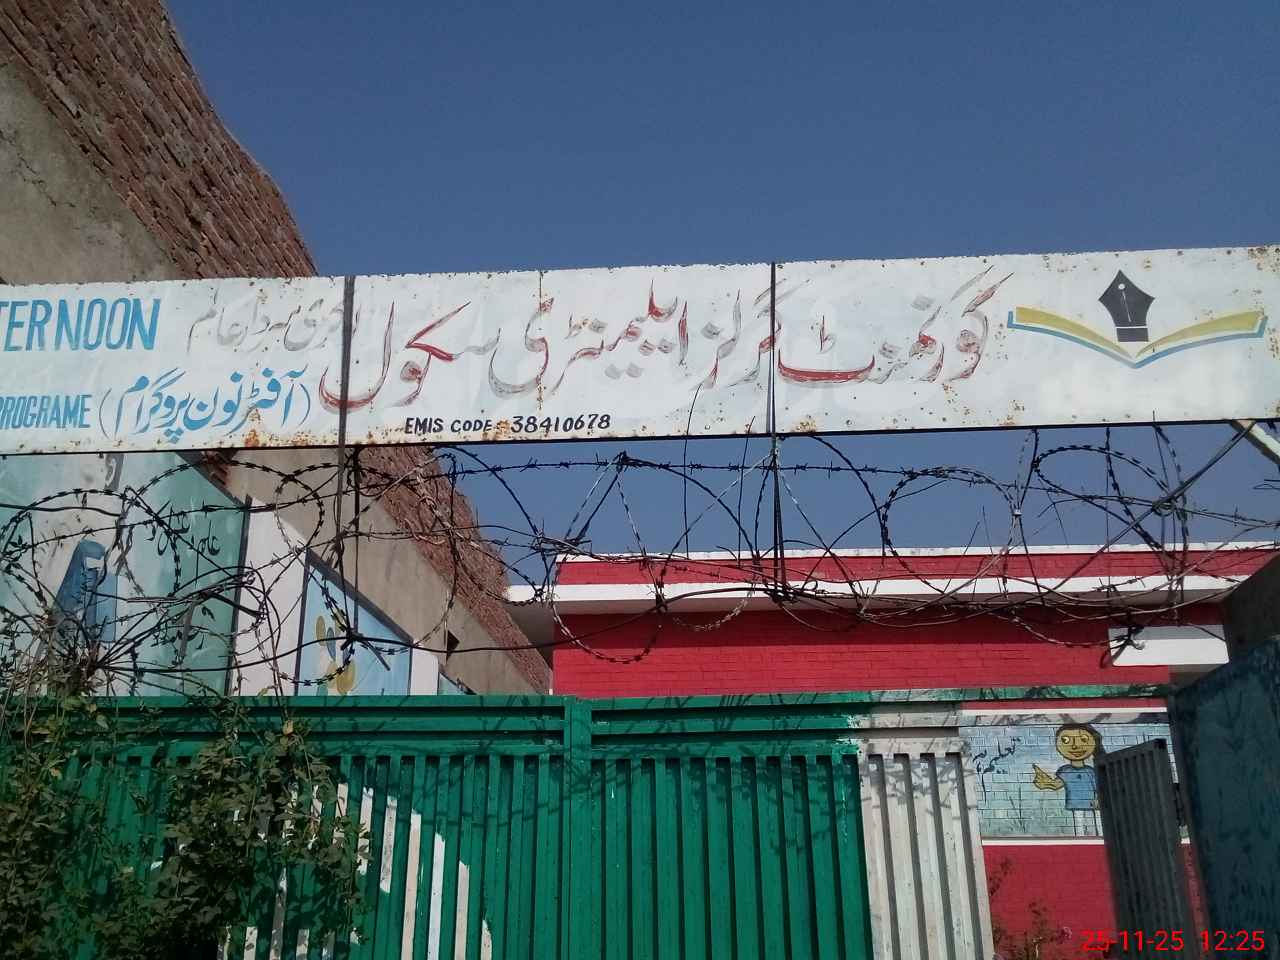 گورنمنٹ گرلز ایلیمنٹری سکول
EMIS CODE: 38410678
TERNOON
PROGRAME (آفٹرنون پروگرام)
25-11-25 12:25